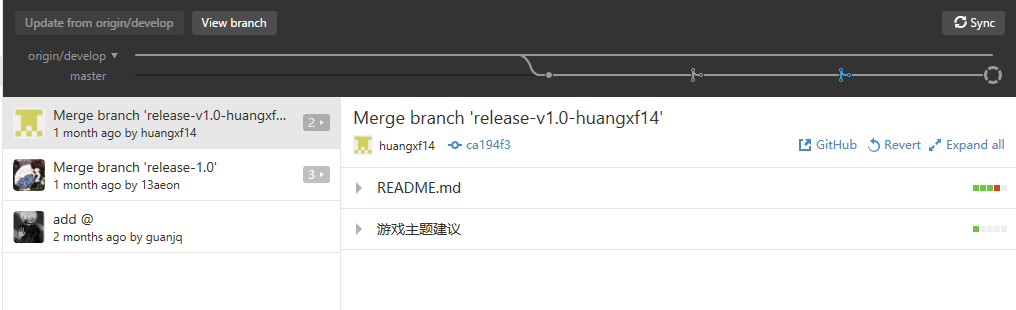 Update from origin/develop View branch Sync
origin/develop
master
Merge branch 'release-v1.0-huangxf...
1 month ago by huangxf14
2
Merge branch 'release-1.0'
1 month ago by 13aeon
3
add @
2 months ago by guanjq
Merge branch 'release-v1.0-huangxf14'
huangxf14 ca194f3 GitHub Revert Expand all
README.md
游戏主题建议